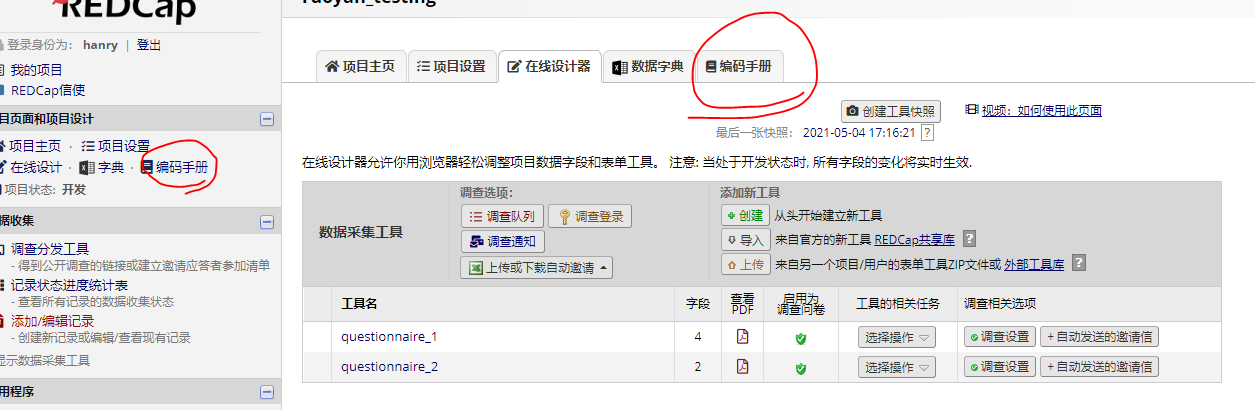 REDCap
登录身份为： hanry | 登出
我的项目
REDCap信使
目页面和项目设计
项目主页 · 项目设置
在线设计 · 字典 · 编码手册
项目状态: 开发
据收集
调查分发工具
- 得到公开调查的链接或建立邀请应答者参加清单
记录状态进度统计表
- 查看所有记录的数据收集状态
添加/编辑记录
- 创建新记录或编辑/查看现有记录
显示数据采集工具
用程序
项目主页
项目设置
在线设计器
数据字典
编码手册
创建工具快照
视频：如何使用此页面
最后一张快照： 2021-05-04 17:16:21 ?
在线设计器允许你用浏览器轻松调整项目数据字段和表单工具。 注意: 当处于开发状态时, 所有字段的变化将实时生效.
数据采集工具
调查选项:
调查队列
调查登录
调查通知
上传或下载自动邀请
添加新工具
+ 创建 从头开始建立新工具
导入 来自官方的新工具 REDCap共享库 ?
上传 来自另一个项目/用户的表单工具ZIP文件或 外部工具库 ?
工具名 字段 查看PDF 启用为调查问卷 工具的相关任务 调查相关选项
questionnaire_1 4 选择操作 调查设置 + 自动发送的邀请信
questionnaire_2 2 选择操作 调查设置 + 自动发送的邀请信